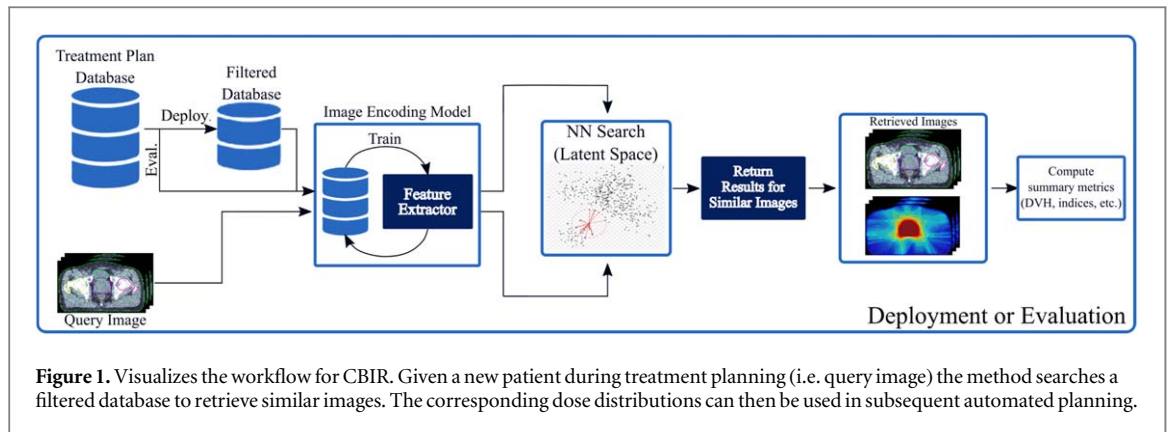 Treatment Plan
Database
Filtered
Database
Deploy.
Eval.
Image Encoding Model
Train
Feature
Extractor
NN Search
(Latent Space)
Return
Results for
Similar Images
Retrieved Images
Compute
summary metrics
(DVH, indices, etc.)
Query Image
Deployment or Evaluation
Figure 1. Visualizes the workflow for CBIR. Given a new patient during treatment planning (i.e. query image) the method searches a
filtered database to retrieve similar images. The corresponding dose distributions can then be used in subsequent automated planning.